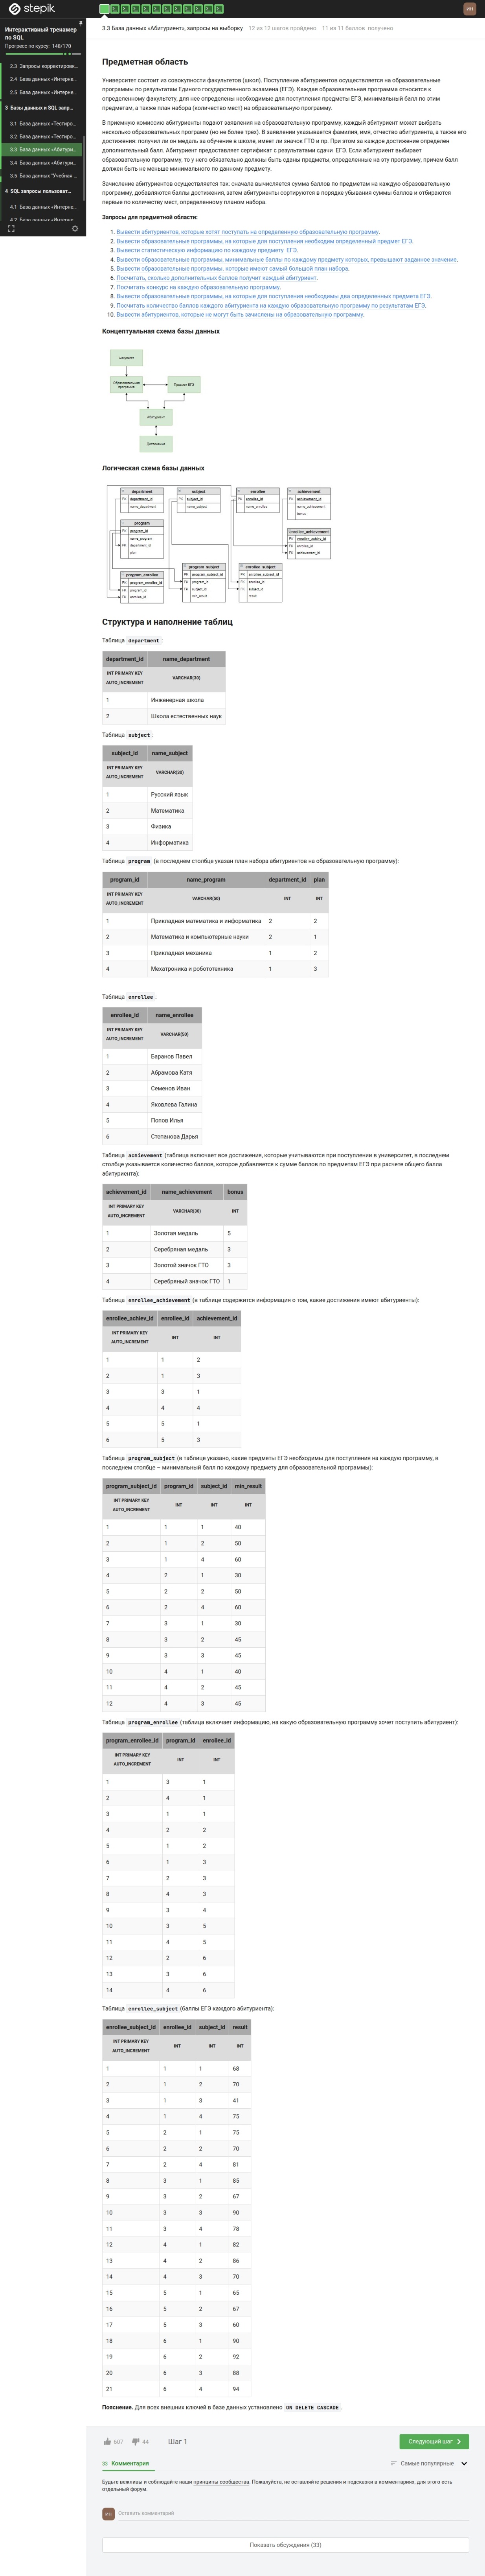 stepik
Интерактивный тренажер по SQL
Прогресс по курсу: 148/170
2.3 Запросы корректировк...
2.4 База данных «Интерне...
2.5 База данных «Интерне...
3 Базы данных и SQL запр...
3.1 База данных «Тестиро...
3.2 База данных «Тестиро...
3.3 База данных «Абитури...
3.4 База данных «Абитури...
3.5 База данных "Учебная ...
4 SQL запросы пользоват...
4.1 База данных «Интерне...
4.2 База данных «Интерне...
3.3 База данных «Абитуриент», запросы на выборку 12 из 12 шагов пройдено 11 из 11 баллов получено
Предметная область
Университет состоит из совокупности факультетов (школ). Поступление абитуриентов осуществляется на образовательные
программы по результатам Единого государственного экзамена (ЕГЭ). Каждая образовательная программа относится к
определенному факультету, для нее определены необходимые для поступления предметы ЕГЭ, минимальный балл по этим
предметам, а также план набора (количество мест) на образовательную программу.
В приемную комиссию абитуриенты подают заявления на образовательную программу, каждый абитуриент может выбрать
несколько образовательных программ (но не более трех). В заявлении указывается фамилия, имя, отчество абитуриента, а также его
достижения: получил ли он медаль за обучение в школе, имеет ли значок ГТО и пр. При этом за каждое достижение определен
дополнительный балл. Абитуриент предоставляет сертификат с результатами сдачи ЕГЭ. Если абитуриент выбирает
образовательную программу, то у него обязательно должны быть сданы предметы, определенные на эту программу, причем балл
должен быть не меньше минимального по данному предмету.
Зачисление абитуриентов осуществляется так: сначала вычисляется сумма баллов по предметам на каждую образовательную
программу, добавляются баллы достижения, затем абитуриенты сортируются в порядке убывания суммы баллов и отбираются
первые по количеству мест, определенному планом набора.
Запросы для предметной области:
1. Вывести абитуриентов, которые хотят поступать на определенную образовательную программу.
2. Вывести образовательные программы, на которые для поступления необходим определенный предмет ЕГЭ.
3. Вывести статистическую информацию по каждому предмету ЕГЭ.
4. Вывести образовательные программы, минимальные баллы по каждому предмету которых, превышают заданное значение.
5. Вывести образовательные программы. которые имеют самый большой план набора.
6. Посчитать, сколько дополнительных баллов получит каждый абитуриент.
7. Посчитать конкурс на каждую образовательную программу.
8. Вывести образовательные программы, на которые для поступления необходимы два определенных предмета ЕГЭ.
9. Посчитать количество баллов каждого абитуриента на каждую образовательную программу по результатам ЕГЭ.
10. Вывести абитуриентов, которые не могут быть зачислены на образовательную программу.
Концептуальная схема базы данных
Факультет
Образовательная программа
Предмет ЕГЭ
Абитуриент
Достижение
Логическая схема базы данных
department
PK department_id
name_department
subject
PK subject_id
name_subject
enrollee
PK enrollee_id
name_enrollee
achievement
PK achievement_id
name_achievement
bonus
program
PK program_id
name_program
FK department_id
plan
enrollee_achievement
PK enrollee_achiev_id
FK enrollee_id
FK achievement_id
program_enrollee
PK program_enrollee_id
FK program_id
FK enrollee_id
program_subject
PK program_subject_id
FK program_id
FK subject_id
min_result
enrollee_subject
PK enrollee_subject_id
FK enrollee_id
FK subject_id
result
Структура и наполнение таблиц
Таблица department:
department_id name_department
INT PRIMARY KEY AUTO_INCREMENT VARCHAR(30)
1 Инженерная школа
2 Школа естественных наук
Таблица subject:
subject_id name_subject
INT PRIMARY KEY AUTO_INCREMENT VARCHAR(30)
1 Русский язык
2 Математика
3 Физика
4 Информатика
Таблица program (в последнем столбце указан план набора абитуриентов на образовательную программу):
program_id name_program department_id plan
INT PRIMARY KEY AUTO_INCREMENT VARCHAR(50) INT INT
1 Прикладная математика и информатика 2 2
2 Математика и компьютерные науки 2 1
3 Прикладная механика 1 2
4 Мехатроника и робототехника 1 3
Таблица enrollee:
enrollee_id name_enrollee
INT PRIMARY KEY AUTO_INCREMENT VARCHAR(50)
1 Баранов Павел
2 Абрамова Катя
3 Семенов Иван
4 Яковлева Галина
5 Попов Илья
6 Степанова Дарья
Таблица achievement (таблица включает все достижения, которые учитываются при поступлении в университет, в последнем
столбце указывается количество баллов, которое добавляется к сумме баллов по предметам ЕГЭ при расчете общего балла
абитуриента):
achievement_id name_achievement bonus
INT PRIMARY KEY AUTO_INCREMENT VARCHAR(30) INT
1 Золотая медаль 5
2 Серебряная медаль 3
3 Золотой значок ГТО 3
4 Серебряный значок ГТО 1
Таблица enrollee_achievement (в таблице содержится информация о том, какие достижения имеют абитуриенты):
enrollee_achiev_id enrollee_id achievement_id
INT PRIMARY KEY AUTO_INCREMENT INT INT
1 1 2
2 1 3
3 3 1
4 4 4
5 5 1
6 5 3
Таблица program_subject (в таблице указано, какие предметы ЕГЭ необходимы для поступления на каждую программу, в
последнем столбце – минимальный балл по каждому предмету для образовательной программы):
program_subject_id program_id subject_id min_result
INT PRIMARY KEY AUTO_INCREMENT INT INT INT
1 1 1 40
2 1 2 50
3 1 4 60
4 2 1 30
5 2 2 50
6 2 4 60
7 3 1 30
8 3 2 45
9 3 3 45
10 4 1 40
11 4 2 45
12 4 3 45
Таблица program_enrollee (таблица включает информацию, на какую образовательную программу хочет поступить абитуриент):
program_enrollee_id program_id enrollee_id
INT PRIMARY KEY AUTO_INCREMENT INT INT
1 3 1
2 4 1
3 1 1
4 2 2
5 1 2
6 1 3
7 2 3
8 4 3
9 3 4
10 3 5
11 4 5
12 2 6
13 3 6
14 4 6
Таблица enrollee_subject (баллы ЕГЭ каждого абитуриента):
enrollee_subject_id enrollee_id subject_id result
INT PRIMARY KEY AUTO_INCREMENT INT INT INT
1 1 1 68
2 1 2 70
3 1 3 41
4 1 4 75
5 2 1 75
6 2 2 70
7 2 4 81
8 3 1 85
9 3 2 67
10 3 3 90
11 3 4 78
12 4 1 82
13 4 2 86
14 4 3 70
15 5 1 65
16 5 2 67
17 5 3 60
18 6 1 90
19 6 2 92
20 6 3 88
21 6 4 94
Пояснение. Для всех внешних ключей в базе данных установлено ON DELETE CASCADE.
607 44 Шаг 1 Следующий шаг
33 Комментария Самые популярные
Будьте вежливы и соблюдайте наши принципы сообщества. Пожалуйста, не оставляйте решения и подсказки в комментариях, для этого есть
отдельный форум.
Оставить комментарий
Показать обсуждения (33)